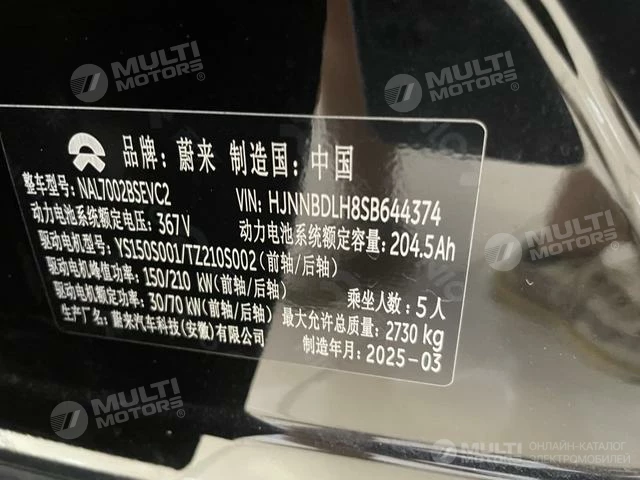 MULTI MOTORS®
MULTI MOTORS®
品牌: 蔚来 制造国: 中国
整车型号: NAL7002BSEVC2 VIN: HJNNBDLH8SB644374
动力电池系统额定电压: 367V 动力电池系统额定容量: 204.5Ah
驱动电机型号: YS150S001/TZ210S002(前轴/后轴)
驱动电机峰值功率: 150/210 kW(前轴/后轴)
驱动电机额定功率: 30/70 kW(前轴/后轴) 乘坐人数: 5人
生产厂名: 蔚来汽车科技(安徽)有限公司 最大允许总质量: 2730 kg
制造年月: 2025-03
MULTI MOTORS®
MULTI ОНЛАЙН-КАТАЛОГ
ЭЛЕКТРОМОБИЛЕЙ